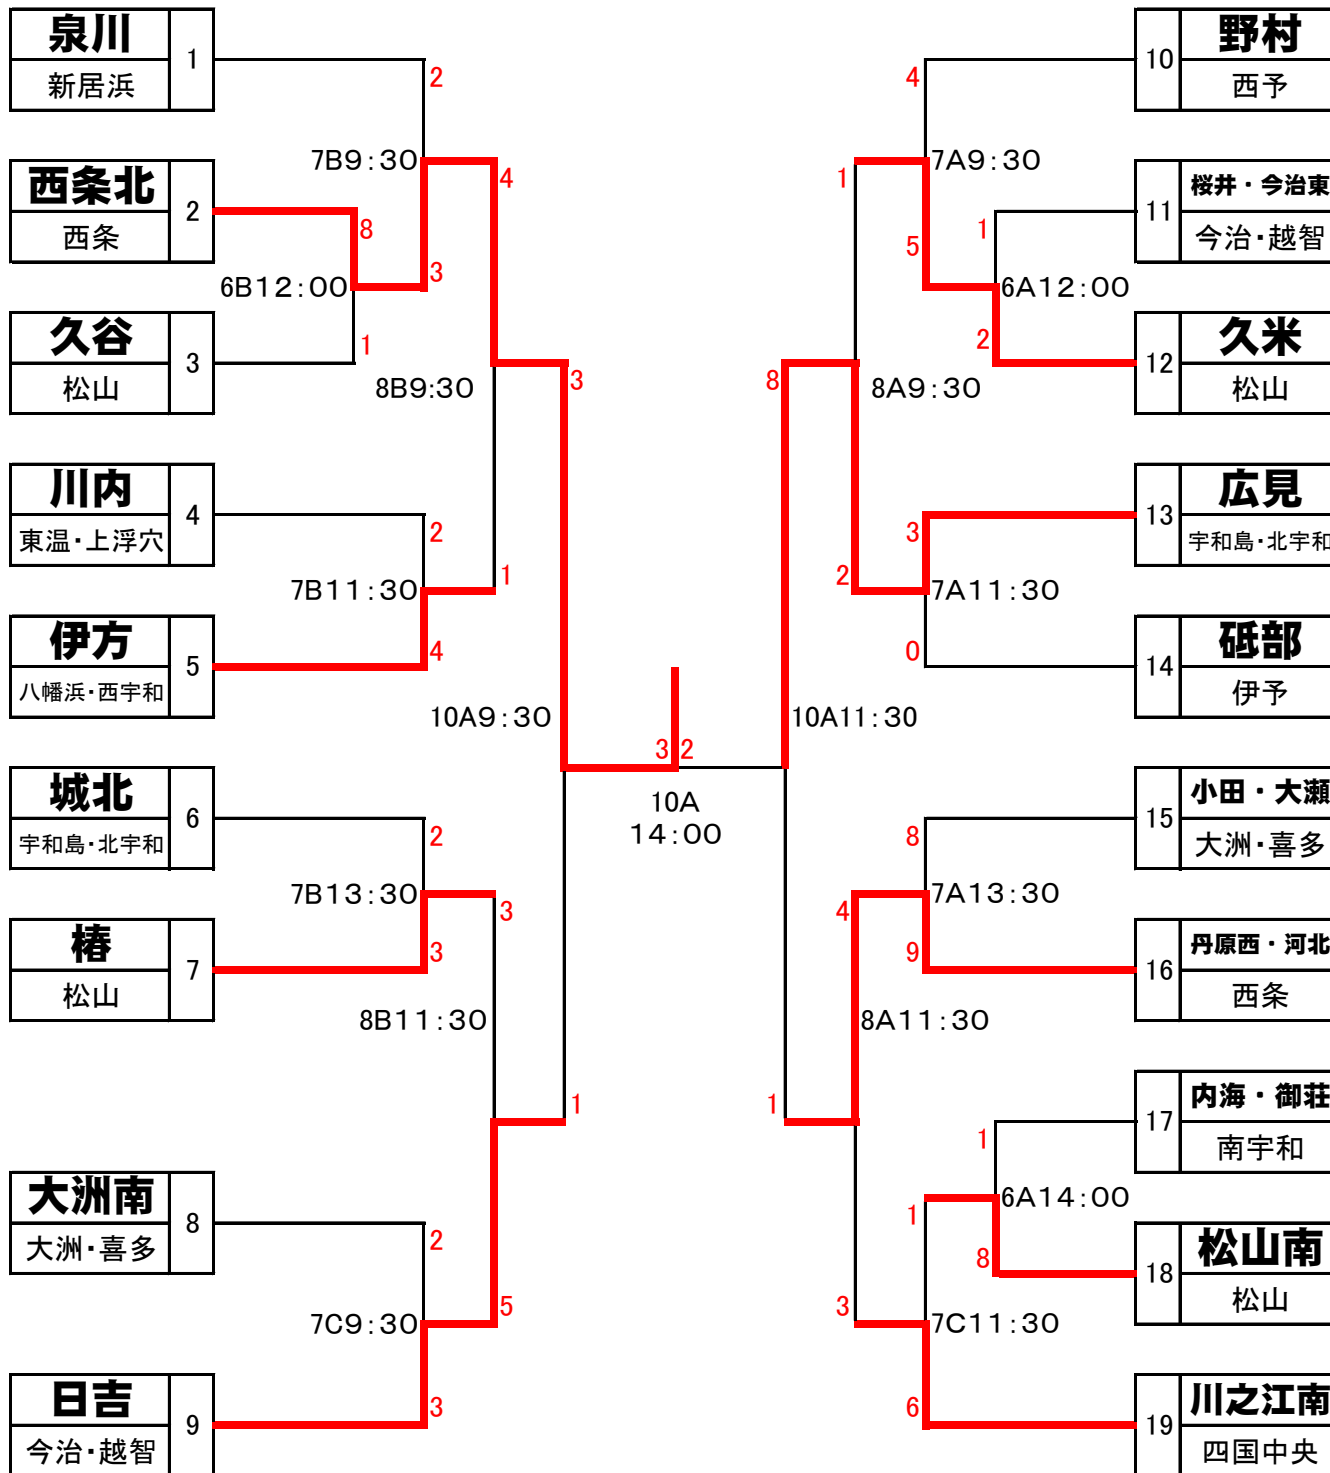 泉川
1
新居浜
西条北
2
西条
久谷
3
松山
川内
4
東温・上浮穴
伊方
5
八幡浜・西宇和
城北
6
宇和島・北宇和
椿
7
松山
大洲南
8
大洲・喜多
日吉
9
今治・越智
2
7B9:30
4
8
3
6B12:00
1
8B9:30
3
2
1
7B11:30
4
10A9:30
2
7B13:30
3
3
8B11:30
1
2
5
7C9:30
3
3
2
10A
14:00
4
7A9:30
1
1
5
6A12:00
2
8
8A9:30
3
2
7A11:30
0
10A11:30
8
7A13:30
4
9
8A11:30
1
1
6A14:00
1
8
3
7C11:30
6
野村
10
西予
桜井・今治東
11
今治・越智
久米
12
松山
広見
13
宇和島・北宇和
砥部
14
伊予
小田・大瀬
15
大洲・喜多
丹原西・河北
16
西条
内海・御荘
17
南宇和
松山南
18
松山
川之江南
19
四国中央